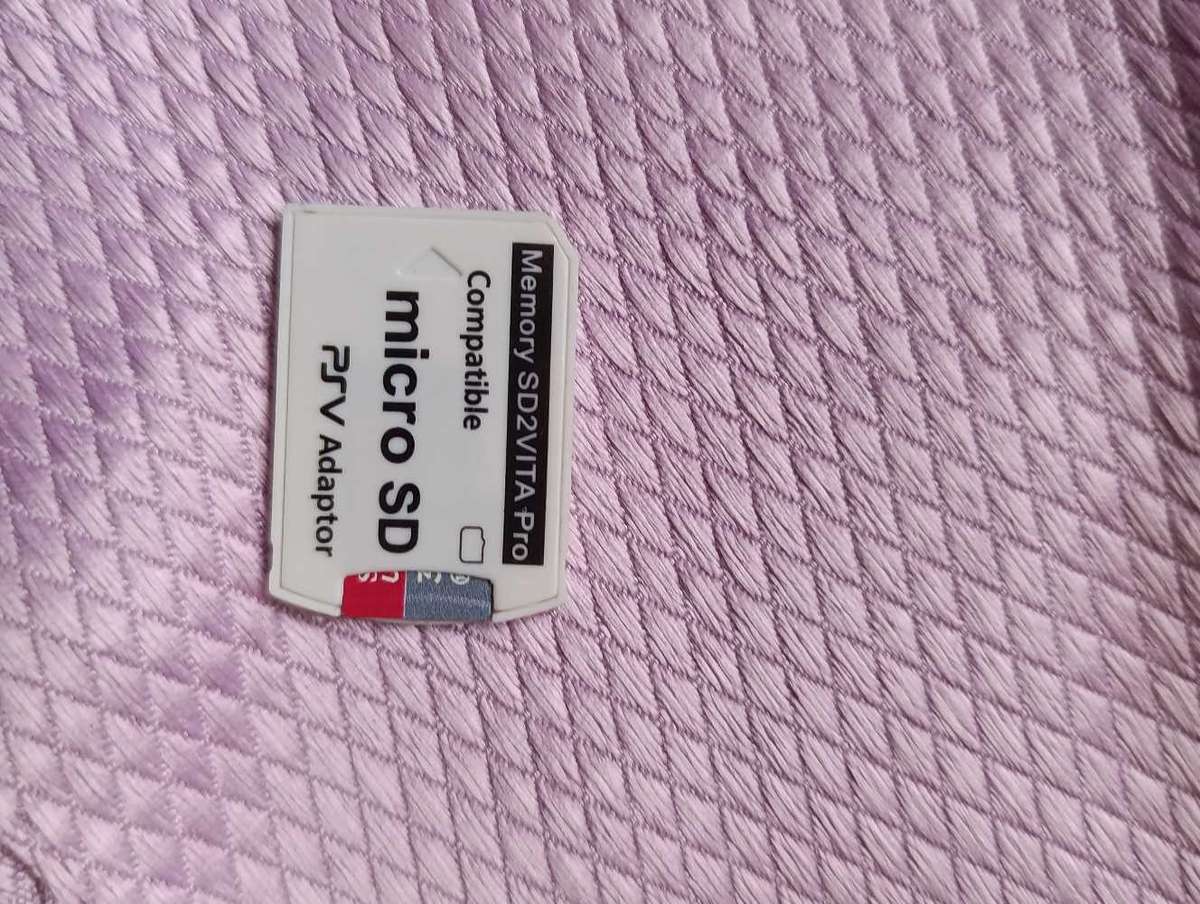 Memory SD2VITA Pro
Compatible
micro SD
PSV Adaptor